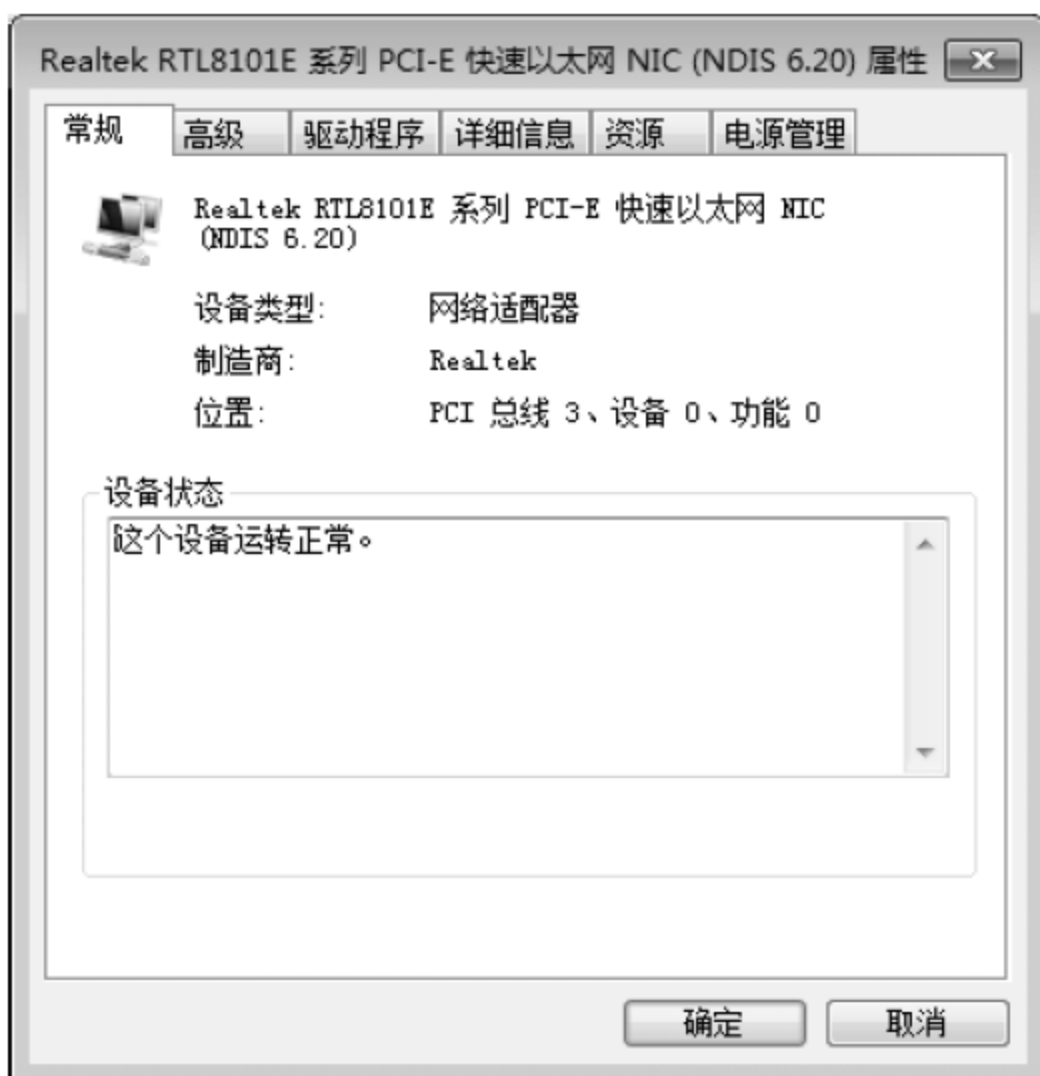 Realtek RTL8101E 系列 PCI-E 快速以太网 NIC (NDIS 6.20) 属性
常规 高级 驱动程序 详细信息 资源 电源管理
Realtek RTL8101E 系列 PCI-E 快速以太网 NIC
(NDIS 6.20)
设备类型: 网络适配器
制造商: Realtek
位置: PCI 总线 3、设备 0、功能 0
设备状态
这个设备运转正常。
确定 取消